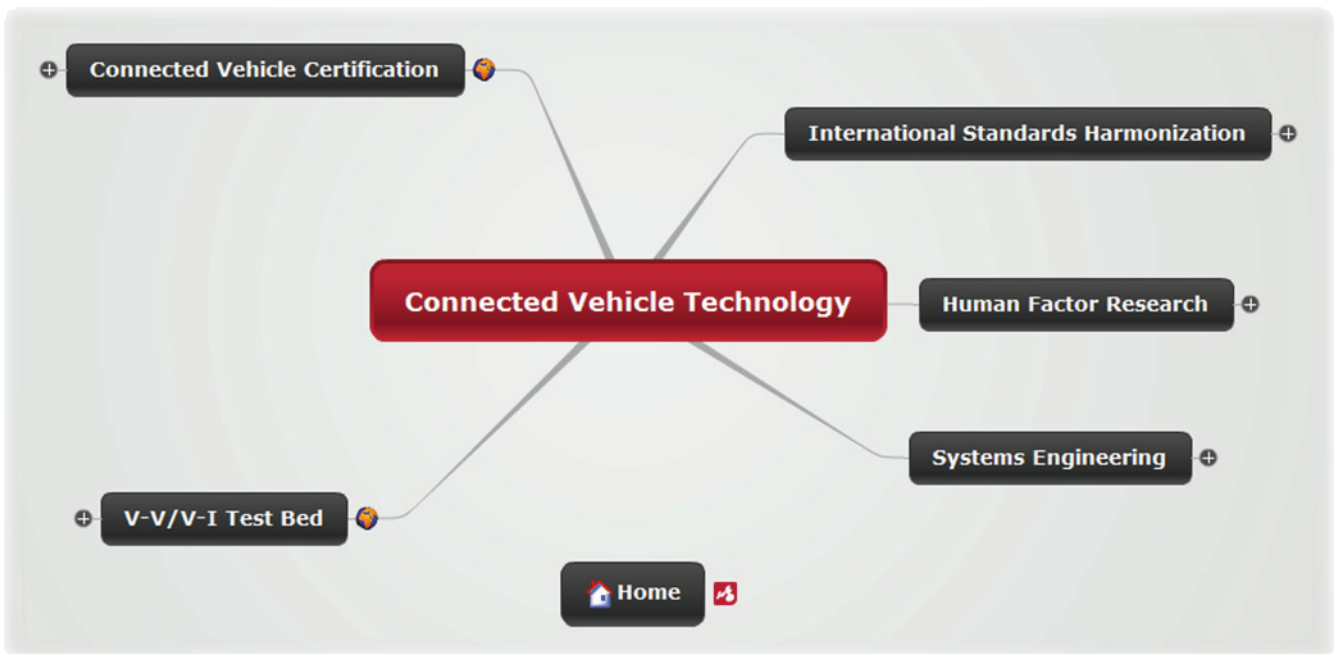 Connected Vehicle Certification
International Standards Harmonization
Connected Vehicle Technology
Human Factor Research
Systems Engineering
V-V/V-I Test Bed
Home